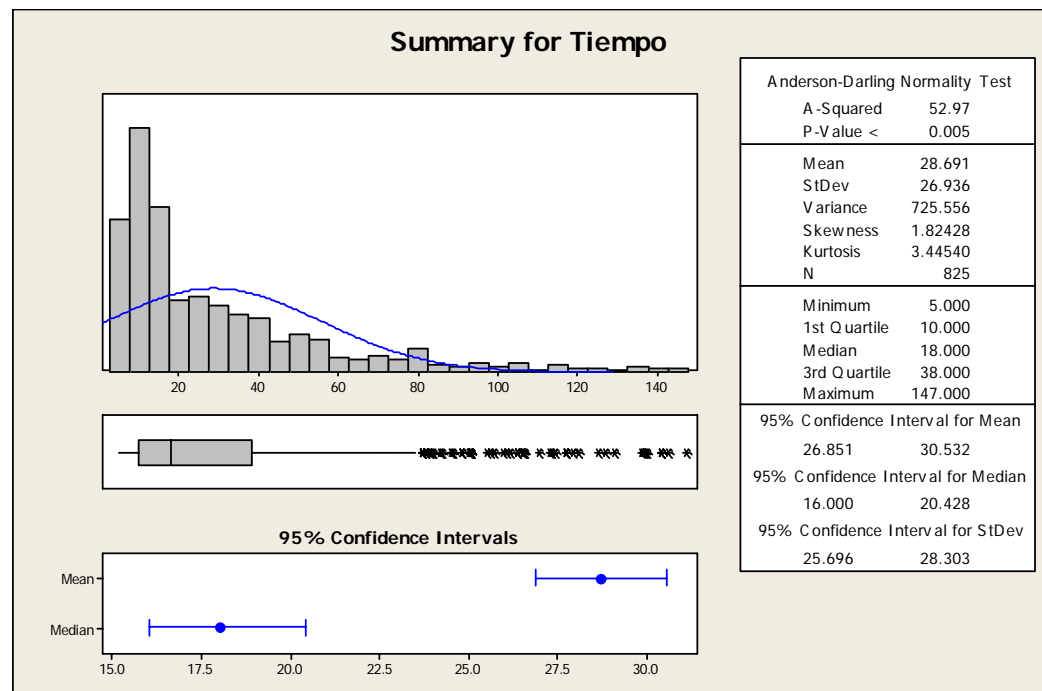 Summary for Tiempo
20 40 60 80 100 120 140
95% Confidence Intervals
Mean
Median
15.0 17.5 20.0 22.5 25.0 27.5 30.0
Anderson-Darling Normality Test
A-Squared 52.97
P-Value < 0.005
Mean 28.691
StDev 26.936
Variance 725.556
Skewness 1.82428
Kurtosis 3.44540
N 825
Minimum 5.000
1st Quartile 10.000
Median 18.000
3rd Quartile 38.000
Maximum 147.000
95% Confidence Interval for Mean
26.851 30.532
95% Confidence Interval for Median
16.000 20.428
95% Confidence Interval for StDev
25.696 28.303